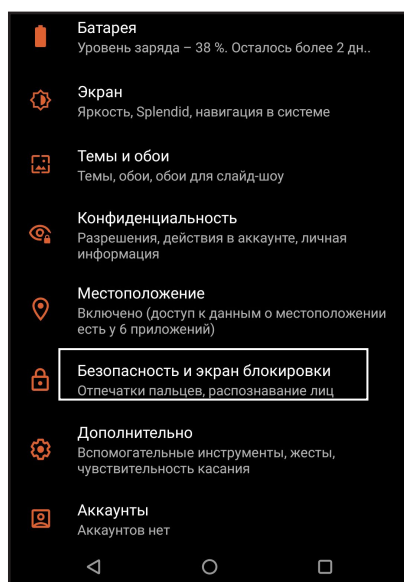 Батарея
Уровень заряда – 38 %. Осталось более 2 дн..
Экран
Яркость, Splendid, навигация в системе
Темы и обои
Темы, обои, обои для слайд-шоу
Конфиденциальность
Разрешения, действия в аккаунте, личная
информация
Местоположение
Включено (доступ к данным о местоположении
есть у 6 приложений)
Безопасность и экран блокировки
Отпечатки пальцев, распознавание лиц
Дополнительно
Вспомогательные инструменты, жесты,
чувствительность касания
Аккаунты
Аккаунтов нет